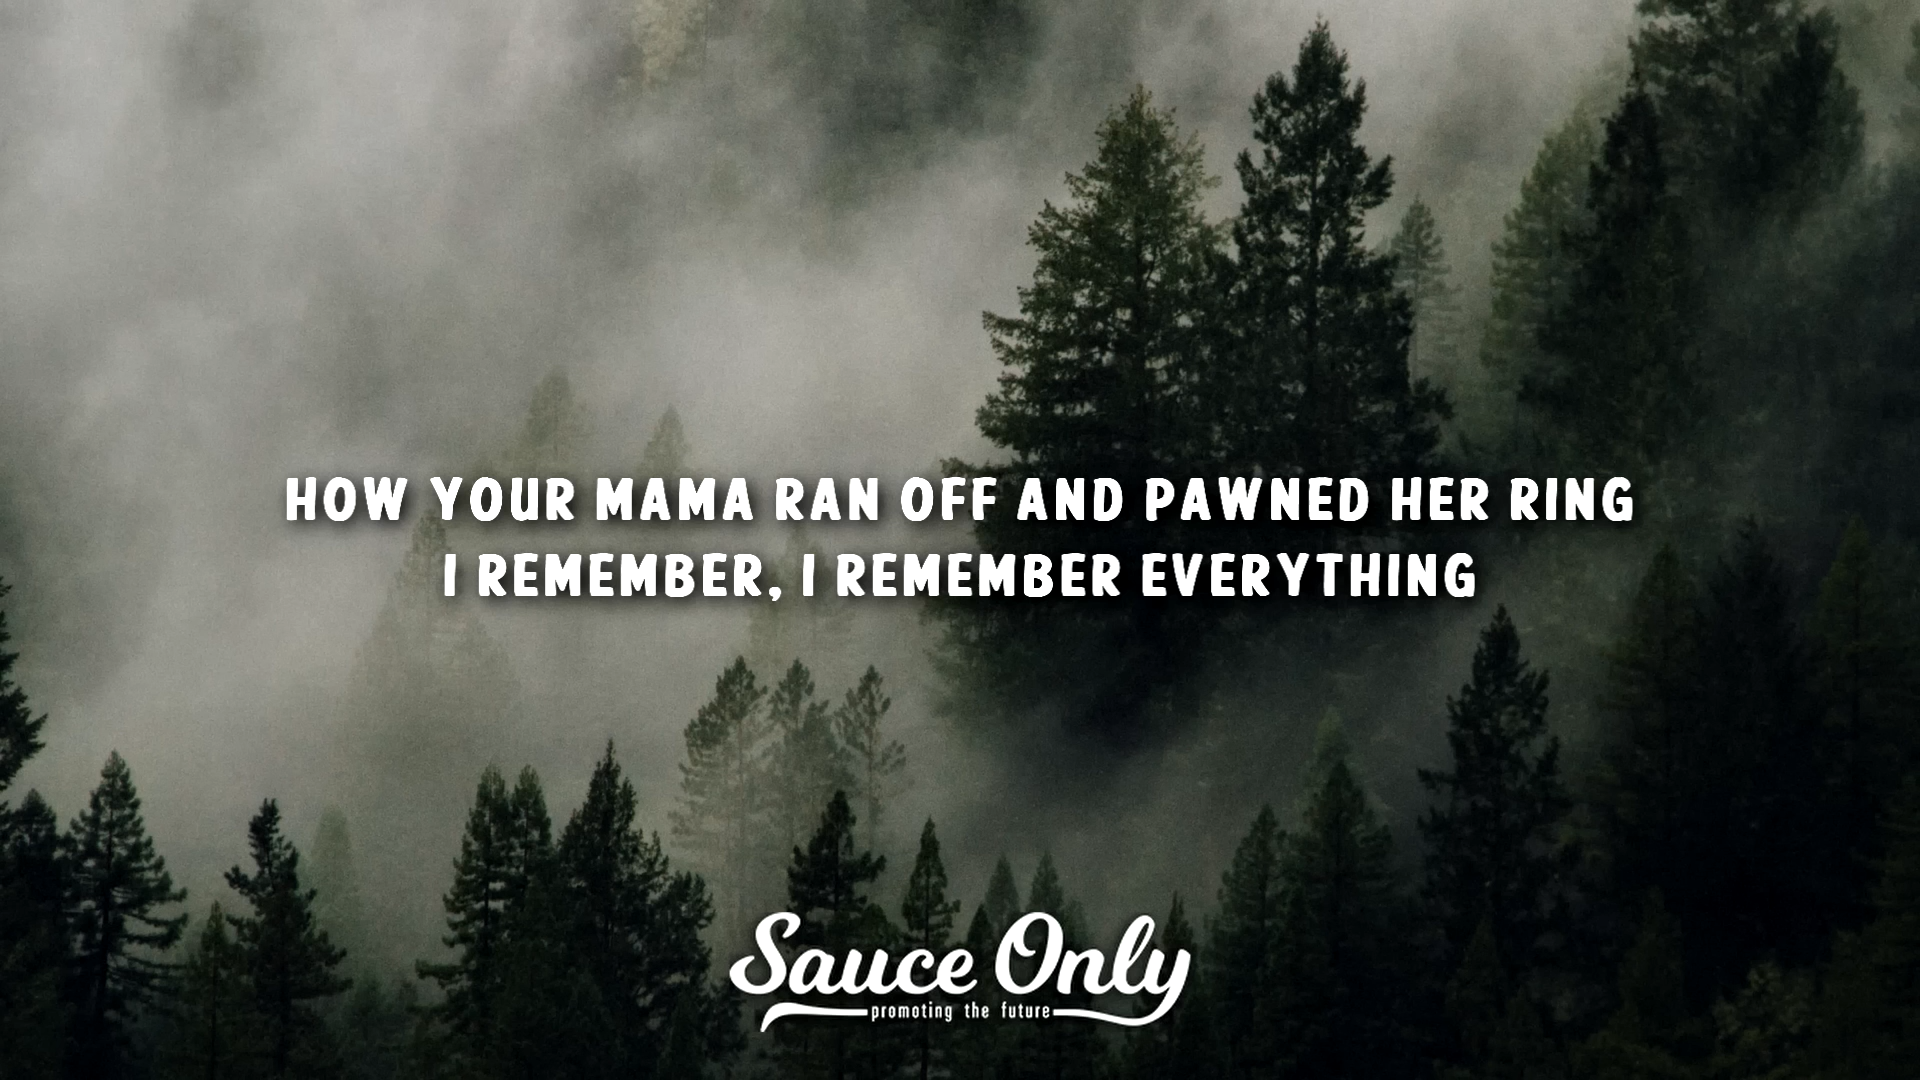 HOW YOUR MAMA RAN OFF AND PAWNED HER RING
I REMEMBER, I REMEMBER EVERYTHING
Sauce Only
promoting the future